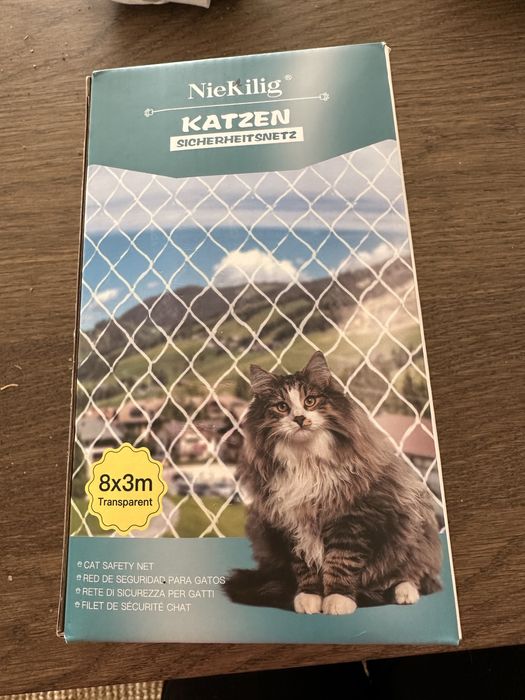 NieKilig®
KATZEN
SICHERHEITSNETZ
8x3m
Transparent
CAT SAFETY NET
RED DE SEGURIDAD PARA GATOS
RETE DI SICUREZZA PER GATTI
FILET DE SÉCURITÉ CHAT